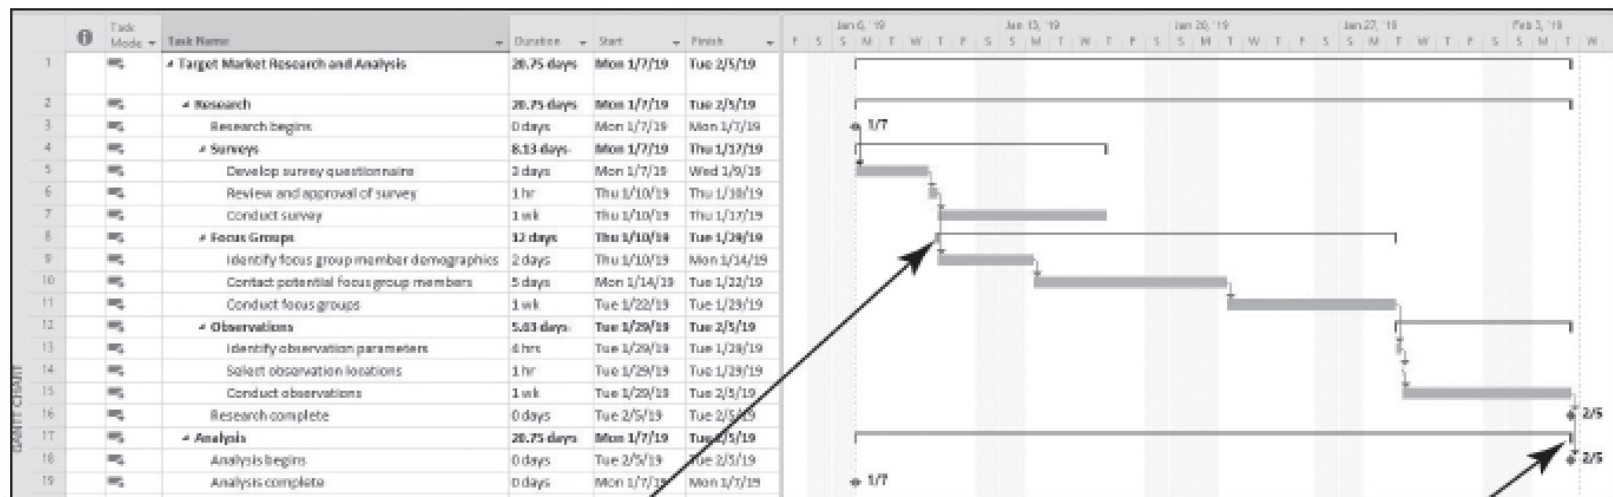 Jan 6, '19 Jan 13, '19 Jan 20, '19 Jan 27, '19 Feb 3, '19
Task Mode Task Name Duration Start Finish F S S M T W T F S S M T W T F S S M T W T F S S M T W T F S S M T W
1 Target Market Research and Analysis 20.75 days Mon 1/7/19 Tue 2/5/19
2 Research 20.75 days Mon 1/7/19 Tue 2/5/19
3 Research begins 0 days Mon 1/7/19 Mon 1/7/19 1/7
4 Surveys 8.13 days Mon 1/7/19 Thu 1/17/19
5 Develop survey questionnaire 3 days Mon 1/7/19 Wed 1/9/19
6 Review and approval of survey 1 hr Thu 1/10/19 Thu 1/10/19
7 Conduct survey 1 wk Thu 1/10/19 Thu 1/17/19
8 Focus Groups 12 days Thu 1/10/19 Tue 1/29/19
9 Identify focus group member demographics 2 days Thu 1/10/19 Mon 1/14/19
10 Contact potential focus group members 5 days Mon 1/14/19 Tue 1/22/19
11 Conduct focus groups 1 wk Tue 1/22/19 Tue 1/29/19
12 Observations 5.63 days Tue 1/29/19 Tue 2/5/19
13 Identify observation parameters 4 hrs Tue 1/29/19 Tue 1/29/19
14 Select observation locations 1 hr Tue 1/29/19 Tue 1/29/19
15 Conduct observations 1 wk Tue 1/29/19 Tue 2/5/19
16 Research complete 0 days Tue 2/5/19 Tue 2/5/19 2/5
17 Analysis 20.75 days Mon 1/7/19 Tue 2/5/19
18 Analysis begins 0 days Tue 2/5/19 Tue 2/5/19 2/5
19 Analysis complete 0 days Mon 1/7/19 Mon 1/7/19 1/7
GANTT CHART